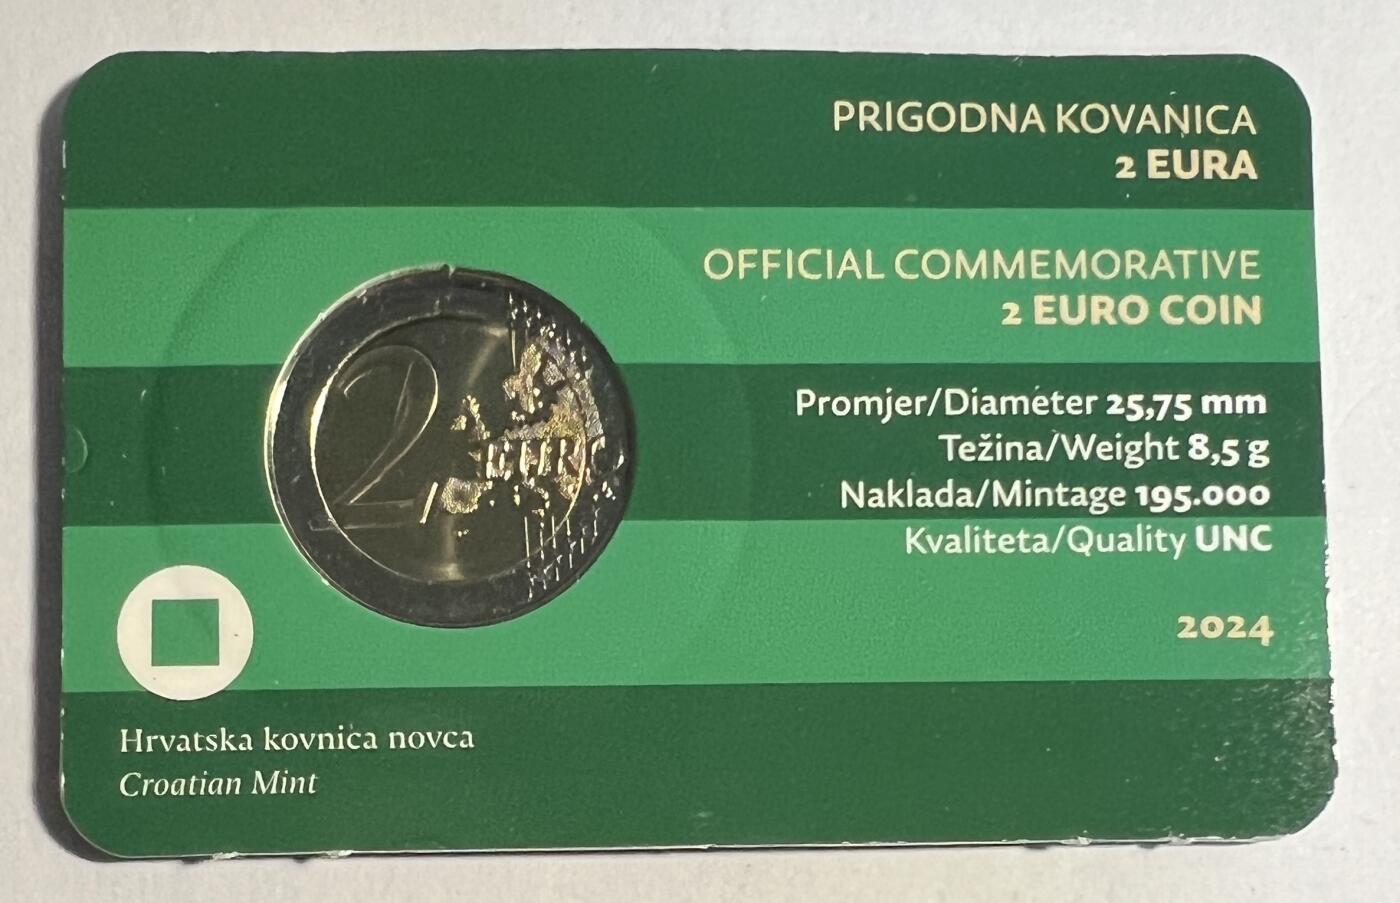 PRIGODNA KOVANICA
2 EURA
OFFICIAL COMMEMORATIVE
2 EURO COIN
Promjer/Diameter 25,75 mm
Težina/Weight 8,5 g
Naklada/Mintage 195.000
Kvaliteta/Quality UNC
2024
2 EURO
Hrvatska kovnica novca
Croatian Mint